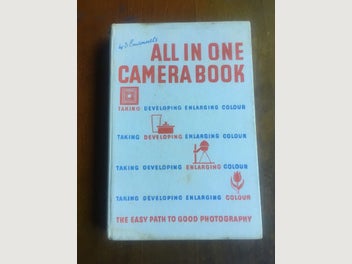 W. D. Emanuel's
ALL IN ONE
CAMERA BOOK
TAKING DEVELOPING ENLARGING COLOUR
TAKING DEVELOPING ENLARGING COLOUR
TAKING DEVELOPING ENLARGING COLOUR
TAKING DEVELOPING ENLARGING COLOUR
THE EASY PATH TO GOOD PHOTOGRAPHY